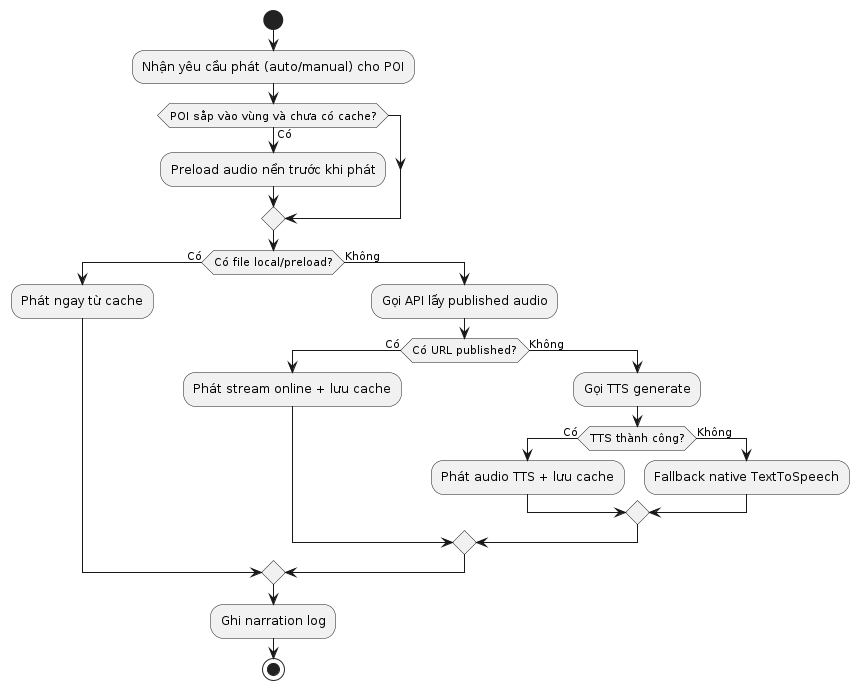 Nhận yêu cầu phát (auto/manual) cho POI
POI sắp vào vùng và chưa có cache?
Có
Preload audio nền trước khi phát
Có
Có file local/preload?
Không
Phát ngay từ cache
Gọi API lấy published audio
Có
Có URL published?
Không
Phát stream online + lưu cache
Gọi TTS generate
Có
TTS thành công?
Không
Phát audio TTS + lưu cache
Fallback native TextToSpeech
Ghi narration log